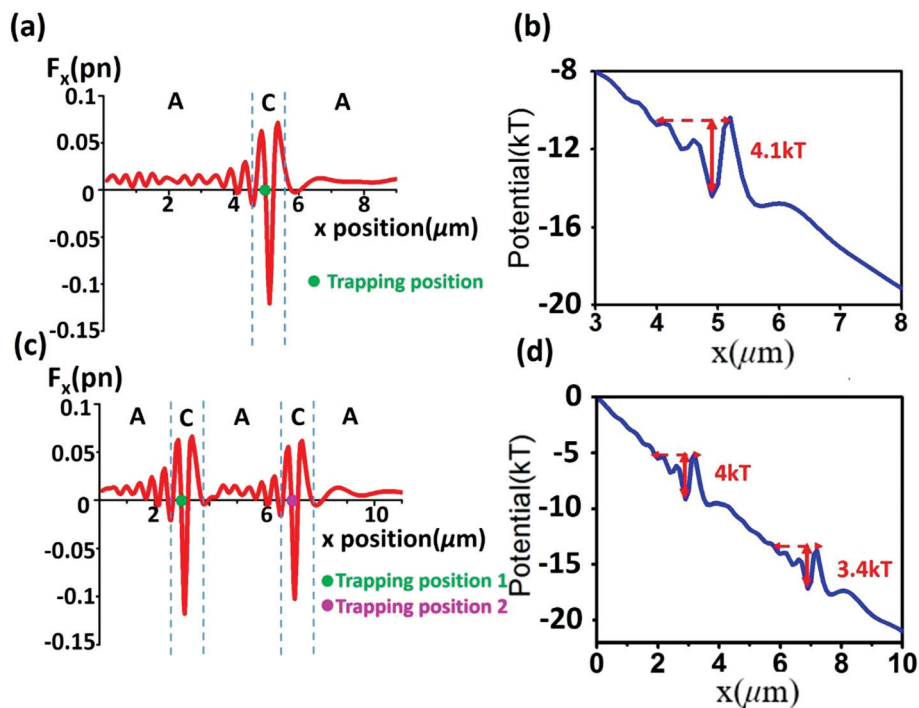 (a)
F_x(pn)
0.1
0.05
0
-0.05
-0.1
-0.15
A
C
A
2
4
6
8
x position(μm)
Trapping position
(b)
Potential(kT)
-8
-12
-16
-20
3
4
5
6
7
8
x(μm)
4.1kT
(c)
F_x(pn)
0.1
0.05
0
-0.05
-0.1
-0.15
A
C
A
C
A
2
6
10
x position(μm)
Trapping position 1
Trapping position 2
(d)
Potential(kT)
0
-5
-10
-15
-20
0
2
4
6
8
10
x(μm)
4kT
3.4kT